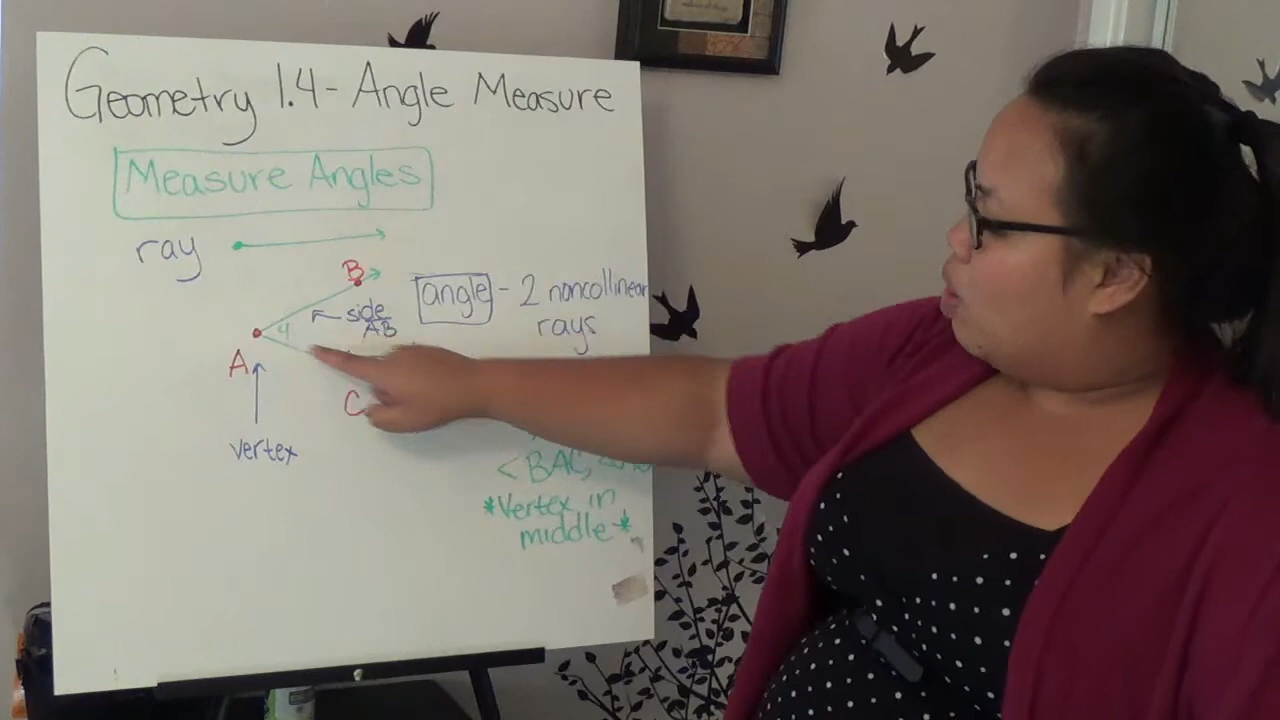 Geometry 1.4 - Angle Measure
Measure Angles
ray
B
angle - 2 noncollinear
rays
side
AB
4
A
C
vertex
< BAC,
*Vertex in
middle*